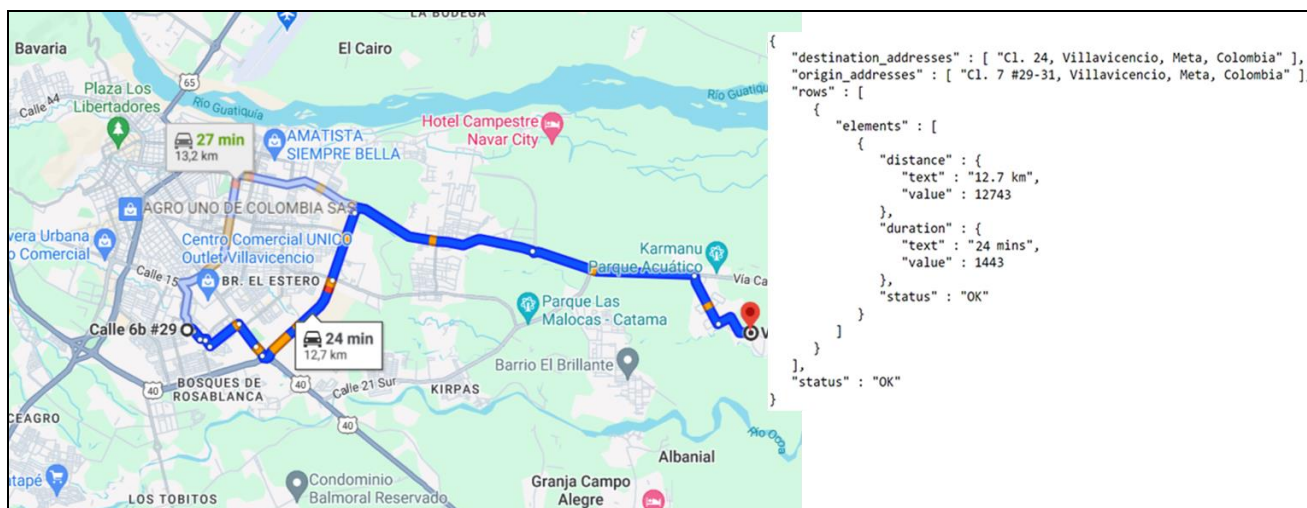 LA BODEGA
Bavaria
El Cairo
65
Calle 44
Plaza Los
Libertadores
Río Guatiquía
Río Guatiquía
Hotel Campestre
Navar City
27 min
13,2 km
AMATISTA
SIEMPRE BELLA
AGRO UNO DE COLOMBIA SAS
vera Urbana
o Comercial
Centro Comercial UNICO
Outlet Villavicencio
Karmanu
Parque Acuático
Vía Ca
Calle 15
BR. EL ESTERO
Parque Las
Malocas - Catama
Calle 6b #29
24 min
12,7 km
V
Barrio El Brillante
BOSQUES DE
ROSABLANCA
40
40
Calle 21 Sur
KIRPAS
40
CEAGRO
Río Ocoa
Albanial
Condominio
Balmoral Reservado
Granja Campo
Alegre
atapé
LOS TOBITOS
{
"destination_addresses" : [ "Cl. 24, Villavicencio, Meta, Colombia" ],
"origin_addresses" : [ "Cl. 7 #29-31, Villavicencio, Meta, Colombia" ],
"rows" : [
{
"elements" : [
{
"distance" : {
"text" : "12.7 km",
"value" : 12743
},
"duration" : {
"text" : "24 mins",
"value" : 1443
},
"status" : "OK"
}
]
}
],
"status" : "OK"
}